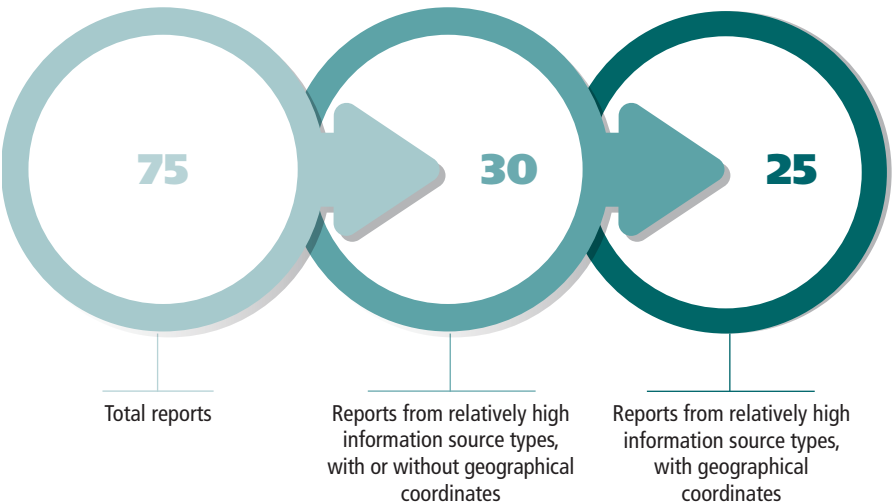 75
30
25
Total reports
Reports from relatively high
information source types,
with or without geographical
coordinates
Reports from relatively high
information source types,
with geographical
coordinates